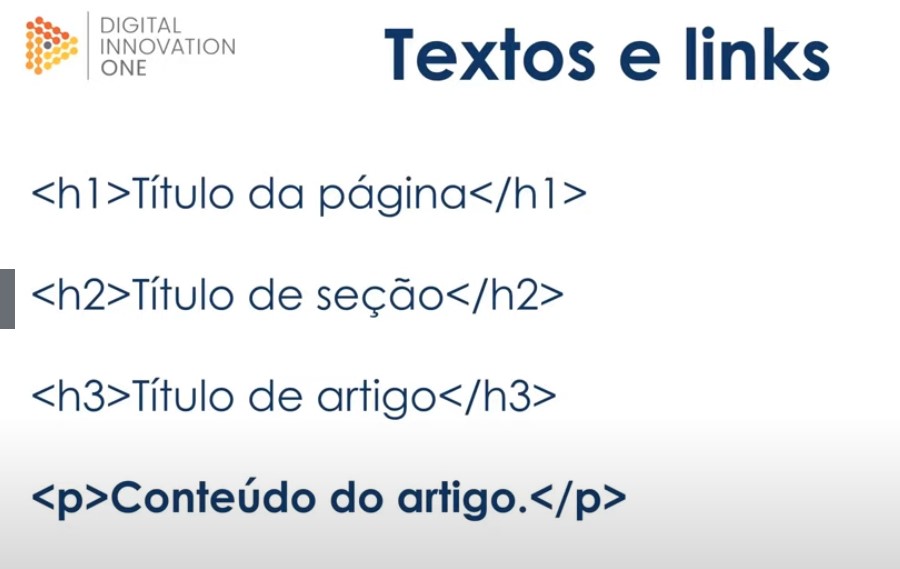 DIGITAL
INNOVATION
ONE
Textos e links
<h1>Título da página</h1>
<h2>Título de seção</h2>
<h3>Título de artigo</h3>
<p>Conteúdo do artigo.</p>